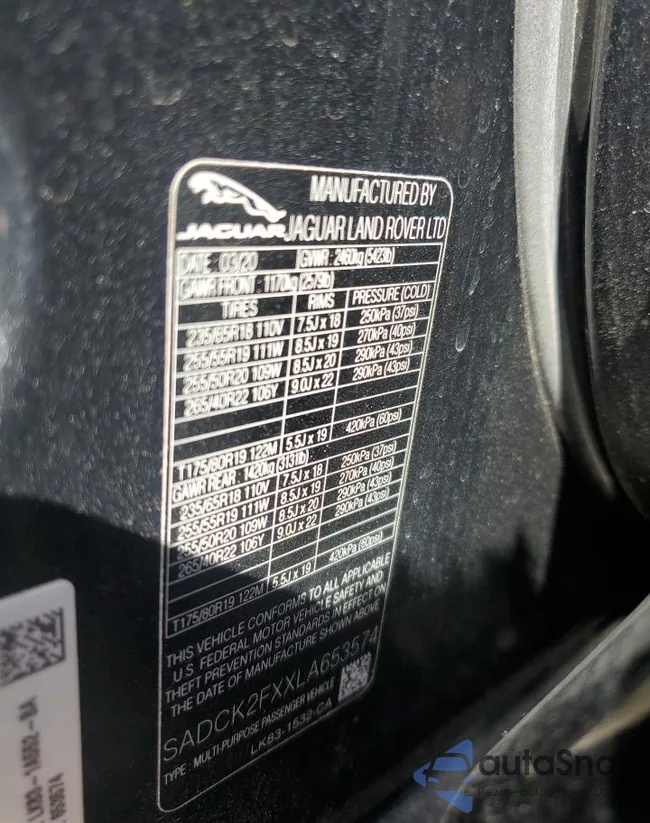 JAGUAR
MANUFACTURED BY
JAGUAR LAND ROVER LTD
DATE : 03/20 GVWR : 2460kg (5423lb)
GAWR FRONT : 1170kg (2579lb)
TIRES RIMS PRESSURE (COLD)
235/65R18 110V 7.5J x 18 250kPa (37psi)
255/55R19 111W 8.5J x 19 270kPa (40psi)
255/50R20 109W 8.5J x 20 290kPa (43psi)
265/40R22 106Y 9.0J x 22 290kPa (43psi)
T175/80R19 122M 5.5J x 19 420kPa (60psi)
GAWR REAR : 1420kg (3131lb)
235/65R18 110V 7.5J x 18 250kPa (37psi)
255/55R19 111W 8.5J x 19 270kPa (40psi)
255/50R20 109W 8.5J x 20 290kPa (43psi)
265/40R22 106Y 9.0J x 22 290kPa (43psi)
T175/80R19 122M 5.5J x 19 420kPa (60psi)
THIS VEHICLE CONFORMS TO ALL APPLICABLE
U.S FEDERAL MOTOR VEHICLE SAFETY AND
THEFT PREVENTION STANDARDS IN EFFECT ON
THE DATE OF MANUFACTURE
SADCK2FXXLA653574
TYPE : MULTI-PURPOSE PASSENGER VEHICLE
LK83-1532-CA
653574
autoSna